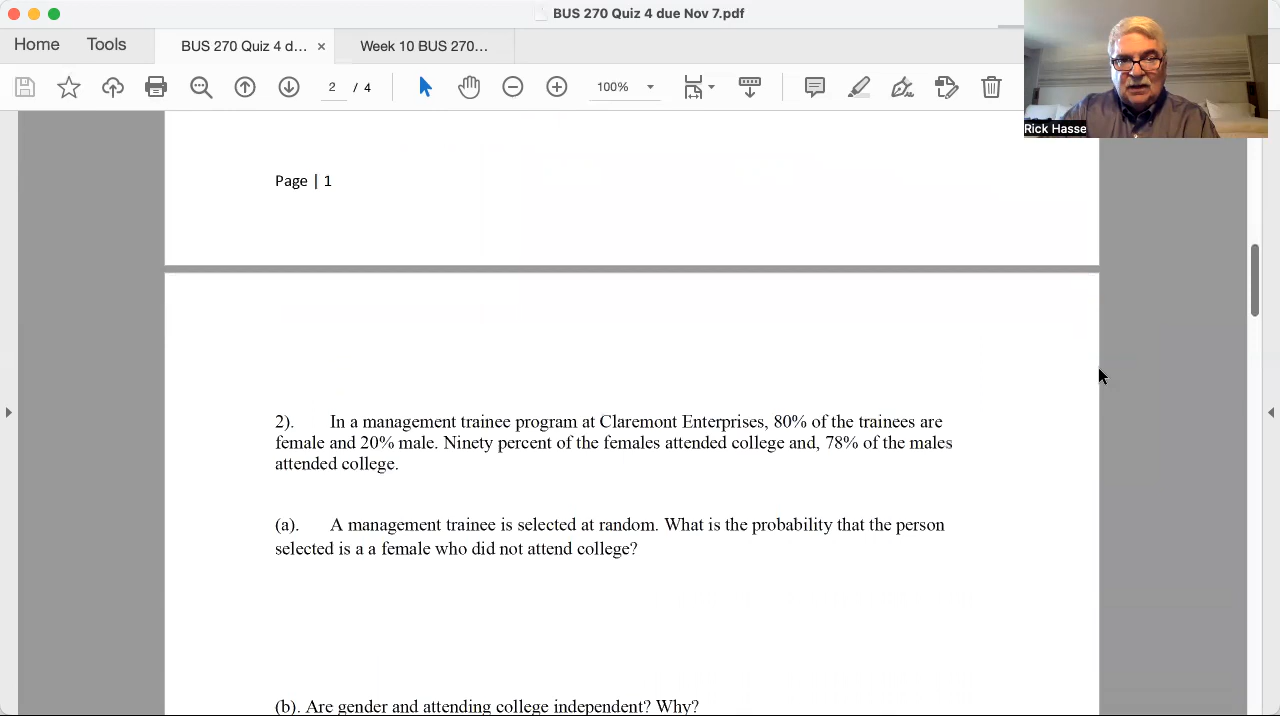 BUS 270 Quiz 4 due Nov 7.pdf
Home
Tools
BUS 270 Quiz 4 d...
×
Week 10 BUS 270...
2 / 4
100%
Rick Hasse
Page | 1
2). In a management trainee program at Claremont Enterprises, 80% of the trainees are
female and 20% male. Ninety percent of the females attended college and, 78% of the males
attended college.
(a). A management trainee is selected at random. What is the probability that the person
selected is a a female who did not attend college?
(b). Are gender and attending college independent? Why?